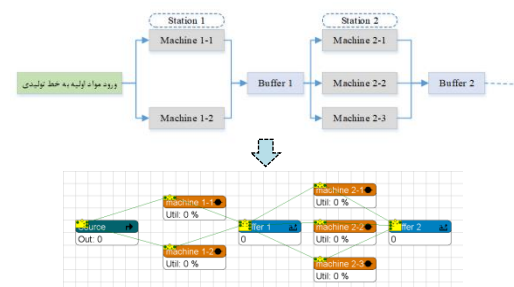 Station 1
Station 2
Machine 1-1
Machine 2-1
ورود مواد اولیه به خط تولیدی
Buffer 1
Machine 2-2
Buffer 2
Machine 1-2
Machine 2-3
machine 2-1
Util: 0 %
machine 1-1
Util: 0 %
Source
Out: 0
Buffer 1
0
machine 2-2
Util: 0 %
Buffer 2
0
machine 1-2
Util: 0 %
machine 2-3
Util: 0 %